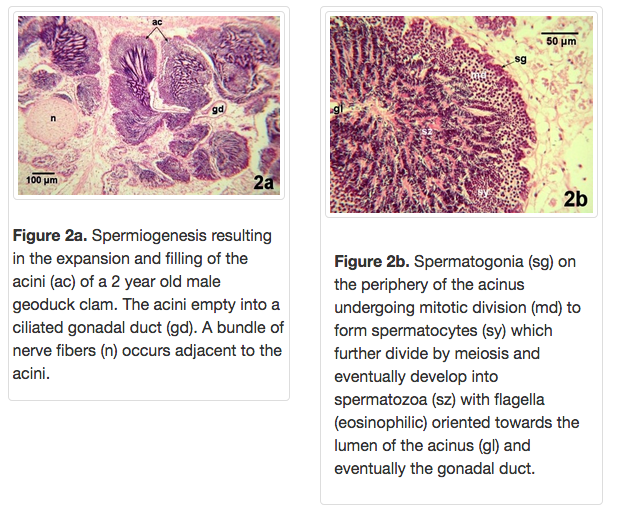 ac
gd
n
100 µm
2a
Figure 2a. Spermiogenesis resulting
in the expansion and filling of the
acini (ac) of a 2 year old male
geoduck clam. The acini empty into a
ciliated gonadal duct (gd). A bundle of
nerve fibers (n) occurs adjacent to the
acini.
50 µm
sg
md
gl
sz
sy
2b
Figure 2b. Spermatogonia (sg) on
the periphery of the acinus
undergoing mitotic division (md) to
form spermatocytes (sy) which
further divide by meiosis and
eventually develop into
spermatozoa (sz) with flagella
(eosinophilic) oriented towards the
lumen of the acinus (gl) and
eventually the gonadal duct.